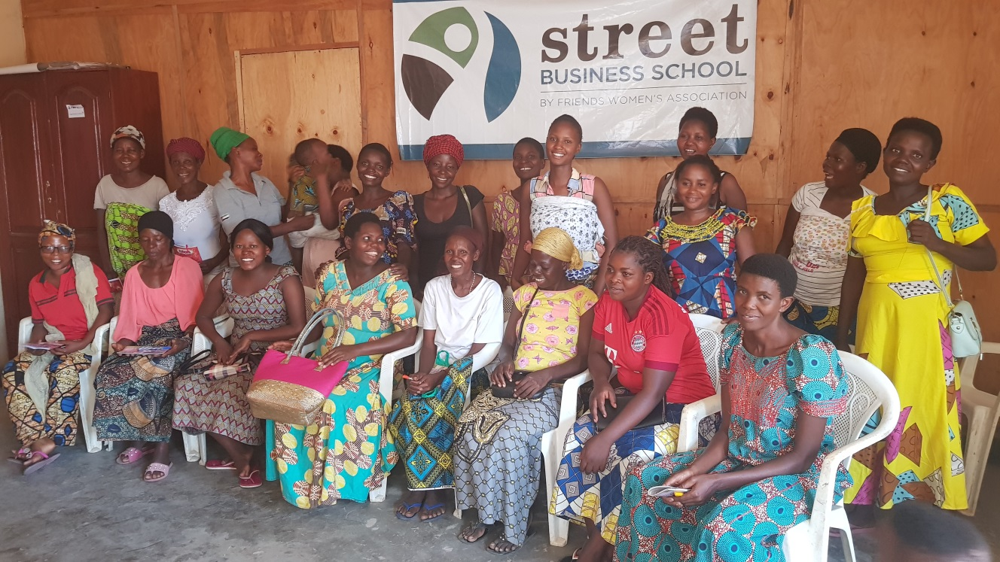 street
BUSINESS SCHOOL
BY FRIENDS WOMEN'S ASSOCIATION